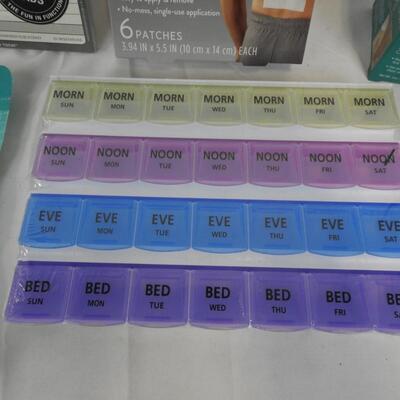 THE FUN IN FUNCTION
• No-mess, single-use application
6 PATCHES
3.94 IN x 5.5 IN (10 cm x 14 cm) EACH
MORN MORN MORN MORN MORN MORN MORN
SUN MON TUE WED THU FRI SAT
NOON NOON NOON NOON NOON NOON NOON
SUN MON TUE WED THU FRI SAT
EVE EVE EVE EVE EVE EVE EVE
SUN MON TUE WED THU FRI SAT
BED BED BED BED BED BED BED
SUN MON TUE WED THU FRI